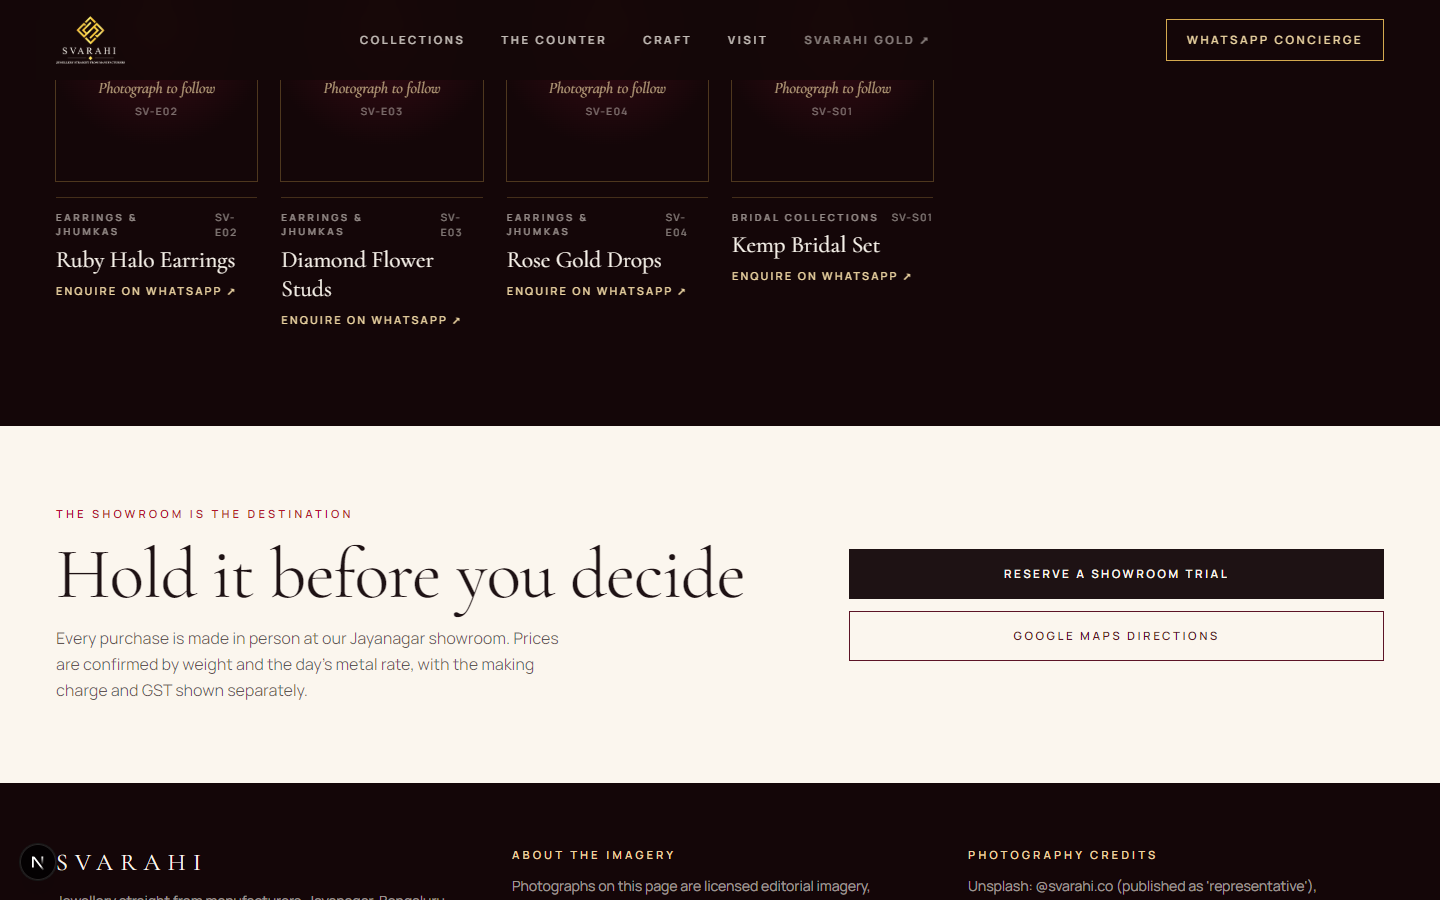 SVARAHI
COLLECTIONS THE COUNTER CRAFT VISIT SVARAHI GOLD ↗
WHATSAPP CONCIERGE
Photograph to follow
SV-E02
Photograph to follow
SV-E03
Photograph to follow
SV-E04
Photograph to follow
SV-S01
EARRINGS &
JHUMKAS
SV-
E02
Ruby Halo Earrings
ENQUIRE ON WHATSAPP ↗
EARRINGS &
JHUMKAS
SV-
E03
Diamond Flower
Studs
ENQUIRE ON WHATSAPP ↗
EARRINGS &
JHUMKAS
SV-
E04
Rose Gold Drops
ENQUIRE ON WHATSAPP ↗
BRIDAL COLLECTIONS SV-S01
Kemp Bridal Set
ENQUIRE ON WHATSAPP ↗
THE SHOWROOM IS THE DESTINATION
Hold it before you decide
Every purchase is made in person at our Jayanagar showroom. Prices
are confirmed by weight and the day's metal rate, with the making
charge and GST shown separately.
RESERVE A SHOWROOM TRIAL
GOOGLE MAPS DIRECTIONS
N
SVARAHI
Jewellery straight from manufacturers. Jayanagar, Bengaluru
ABOUT THE IMAGERY
Photographs on this page are licensed editorial imagery,
PHOTOGRAPHY CREDITS
Unsplash: @svarahi.co (published as 'representative'),